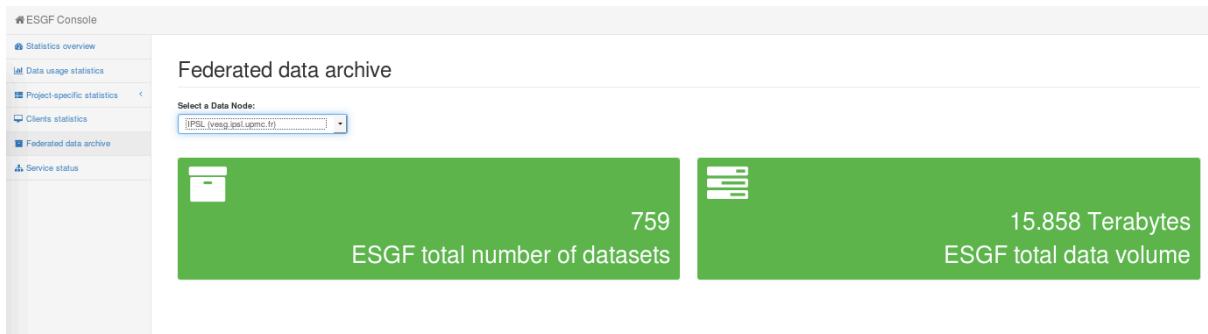 ESGF Console
Statistics overview
Data usage statistics
Project-specific statistics
Clients statistics
Federated data archive
Service status
Federated data archive
Select a Data Node:
IPSL (vesg.ipsl.upmc.fr)
759
ESGF total number of datasets
15.858 Terabytes
ESGF total data volume